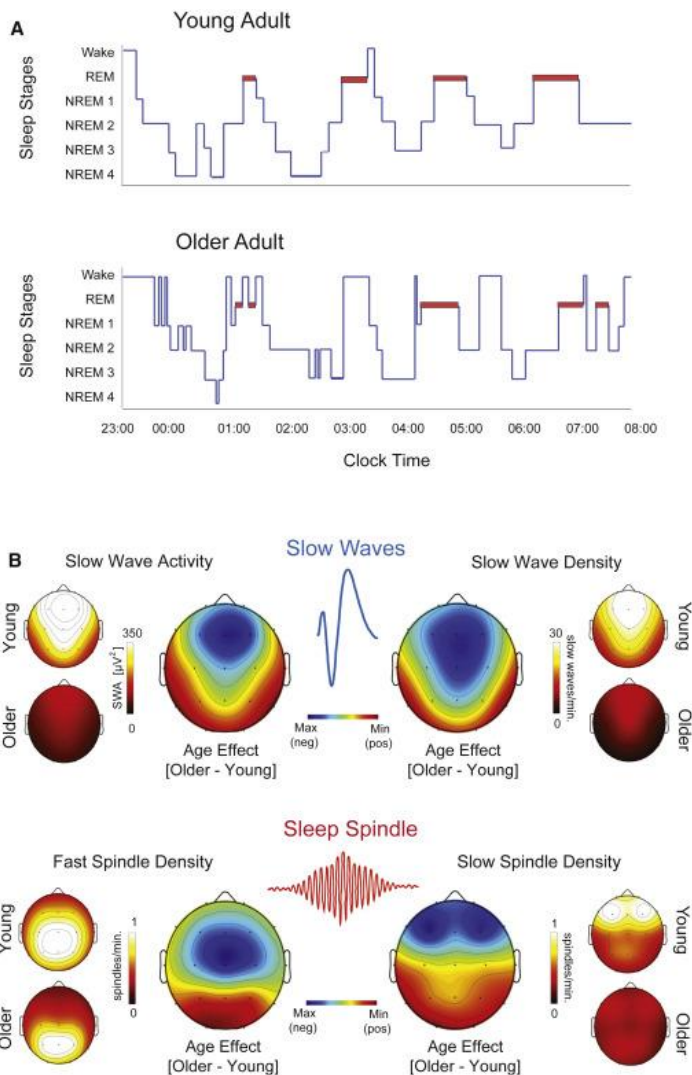 A
Young Adult
Sleep Stages
Wake
REM
NREM 1
NREM 2
NREM 3
NREM 4
Older Adult
Sleep Stages
Wake
REM
NREM 1
NREM 2
NREM 3
NREM 4
23:00 00:00 01:00 02:00 03:00 04:00 05:00 06:00 07:00 08:00
Clock Time
B
Slow Waves
Slow Wave Activity
Slow Wave Density
Young
Older
350
SWA [µV²]
0
Age Effect
[Older - Young]
Max
(neg)
Min
(pos)
Age Effect
[Older - Young]
30
slow waves/min.
0
Young
Older
Sleep Spindle
Fast Spindle Density
Slow Spindle Density
Young
Older
1
spindles/min.
0
Age Effect
[Older - Young]
Max
(neg)
Min
(pos)
Age Effect
[Older - Young]
1
spindles/min.
0
Young
Older